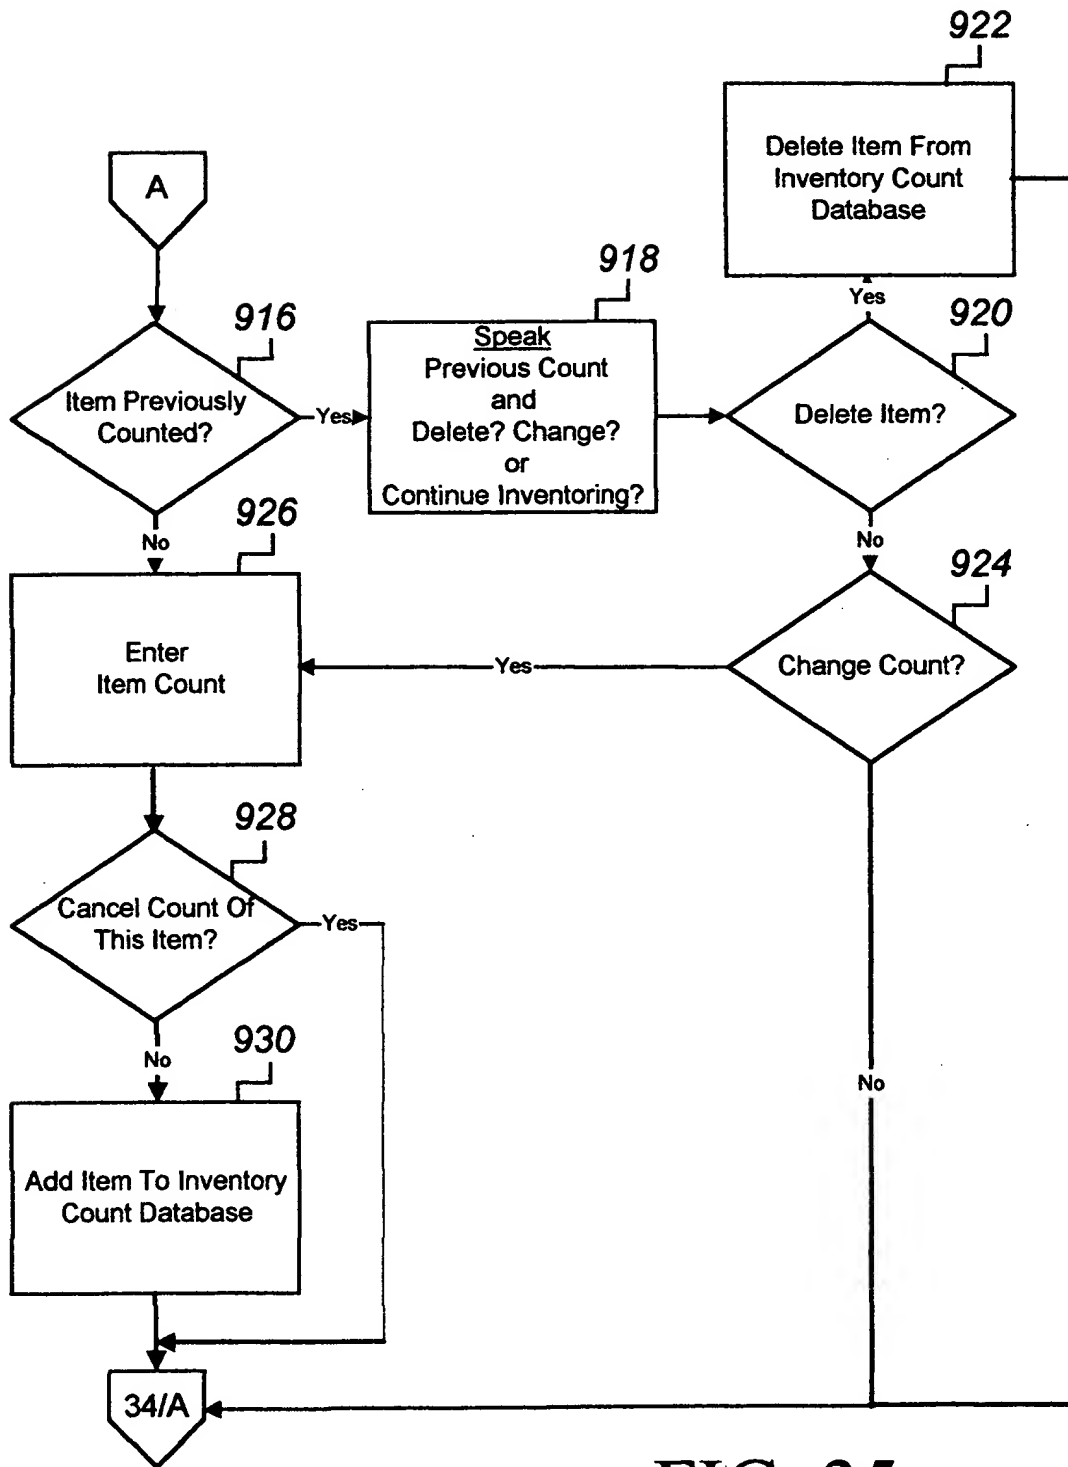 922
Delete Item From
Inventory Count
Database
A
918
Yes
916
920
Speak
Previous Count
and
Delete? Change?
or
Continue Inventoring?
Item Previously
Counted?
Yes
Delete Item?
926
No
No
924
Enter
Item Count
Yes
Change Count?
928
Cancel Count Of
This Item?
Yes
No
930
No
Add Item To Inventory
Count Database
34/A